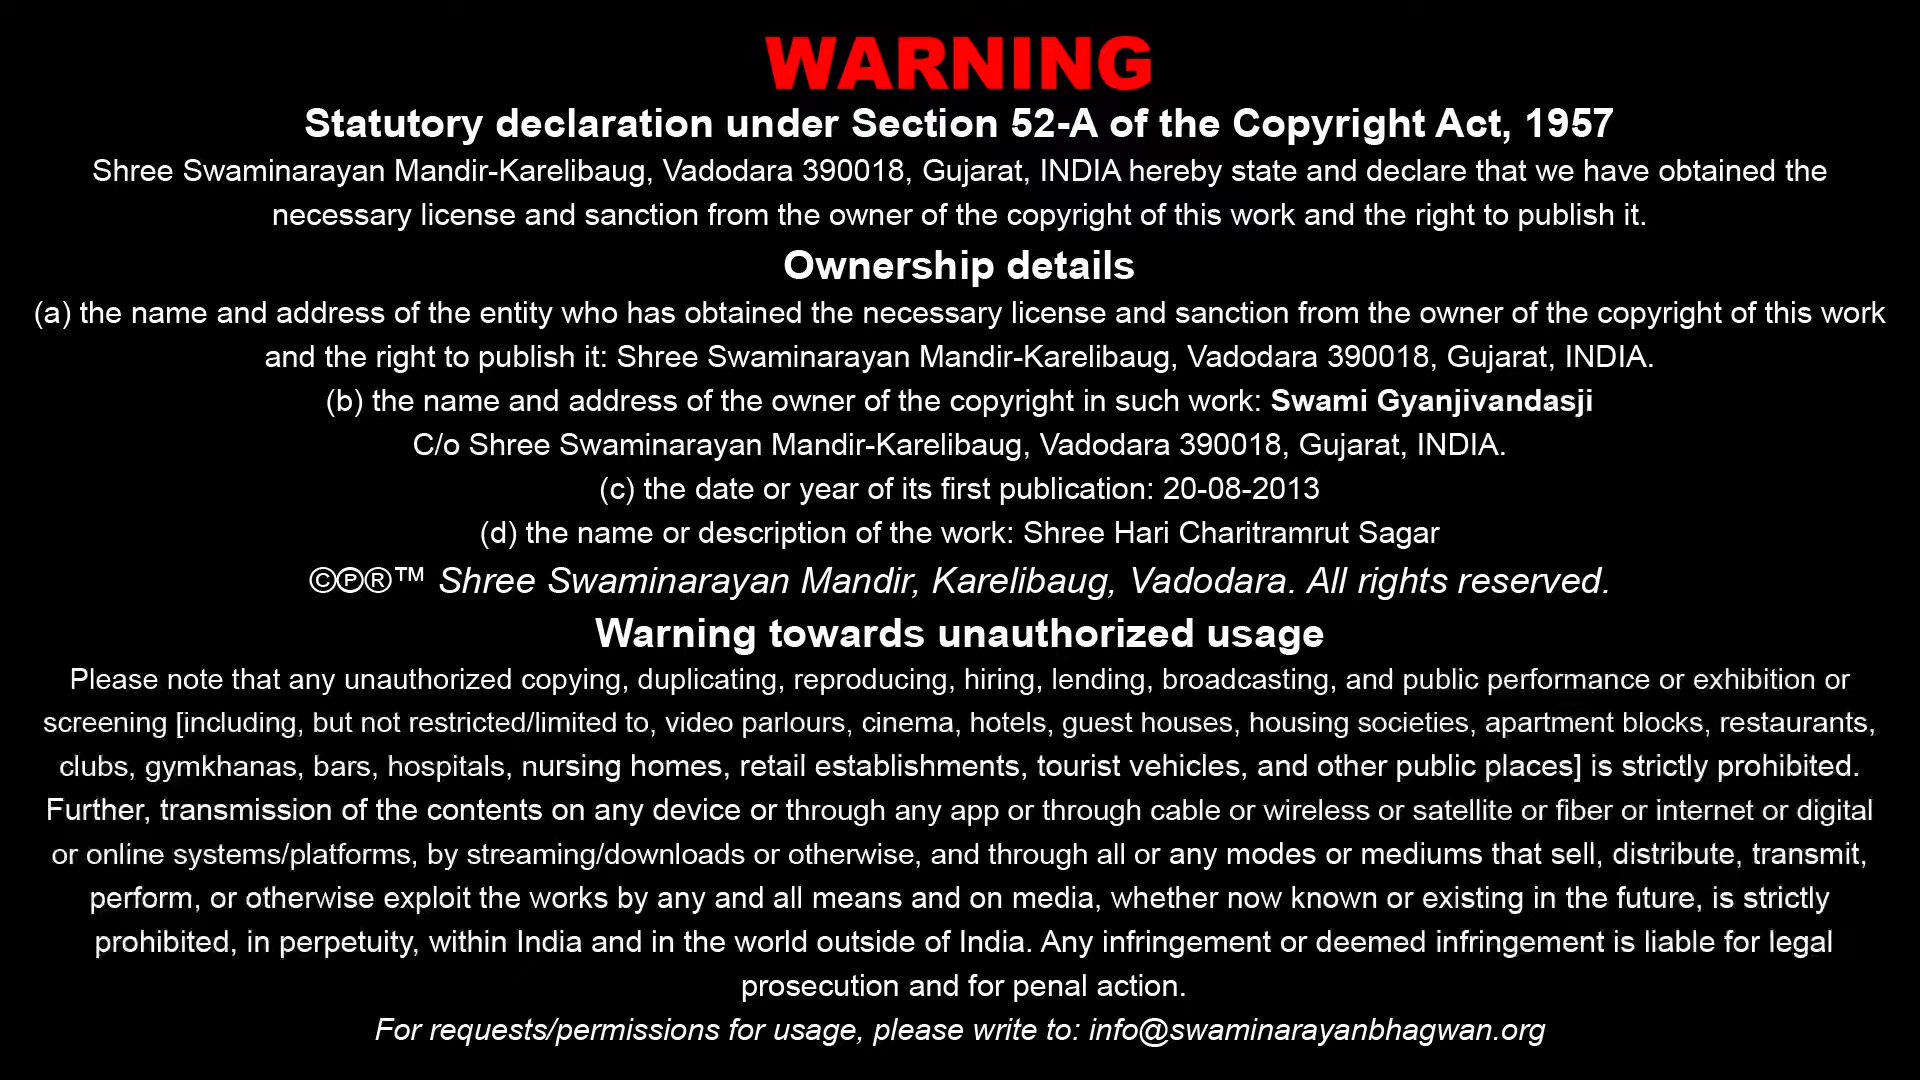 WARNING
Statutory declaration under Section 52-A of the Copyright Act, 1957
Shree Swaminarayan Mandir-Karelibaug, Vadodara 390018, Gujarat, INDIA hereby state and declare that we have obtained the
necessary license and sanction from the owner of the copyright of this work and the right to publish it.
Ownership details
(a) the name and address of the entity who has obtained the necessary license and sanction from the owner of the copyright of this work
and the right to publish it: Shree Swaminarayan Mandir-Karelibaug, Vadodara 390018, Gujarat, INDIA.
(b) the name and address of the owner of the copyright in such work: Swami Gyanjivandasji
C/o Shree Swaminarayan Mandir-Karelibaug, Vadodara 390018, Gujarat, INDIA.
(c) the date or year of its first publication: 20-08-2013
(d) the name or description of the work: Shree Hari Charitramrut Sagar
©℗®™ Shree Swaminarayan Mandir, Karelibaug, Vadodara. All rights reserved.
Warning towards unauthorized usage
Please note that any unauthorized copying, duplicating, reproducing, hiring, lending, broadcasting, and public performance or exhibition or
screening [including, but not restricted/limited to, video parlours, cinema, hotels, guest houses, housing societies, apartment blocks, restaurants,
clubs, gymkhanas, bars, hospitals, nursing homes, retail establishments, tourist vehicles, and other public places] is strictly prohibited.
Further, transmission of the contents on any device or through any app or through cable or wireless or satellite or fiber or internet or digital
or online systems/platforms, by streaming/downloads or otherwise, and through all or any modes or mediums that sell, distribute, transmit,
perform, or otherwise exploit the works by any and all means and on media, whether now known or existing in the future, is strictly
prohibited, in perpetuity, within India and in the world outside of India. Any infringement or deemed infringement is liable for legal
prosecution and for penal action.
For requests/permissions for usage, please write to: info@swaminarayanbhagwan.org